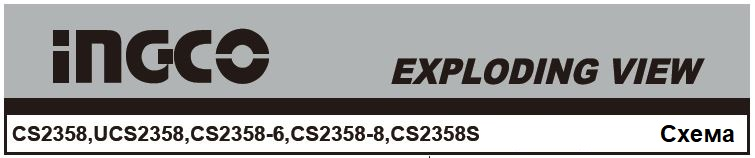 INGCO
EXPLODING VIEW
CS2358,UCS2358,CS2358-6,CS2358-8,CS2358S Схема